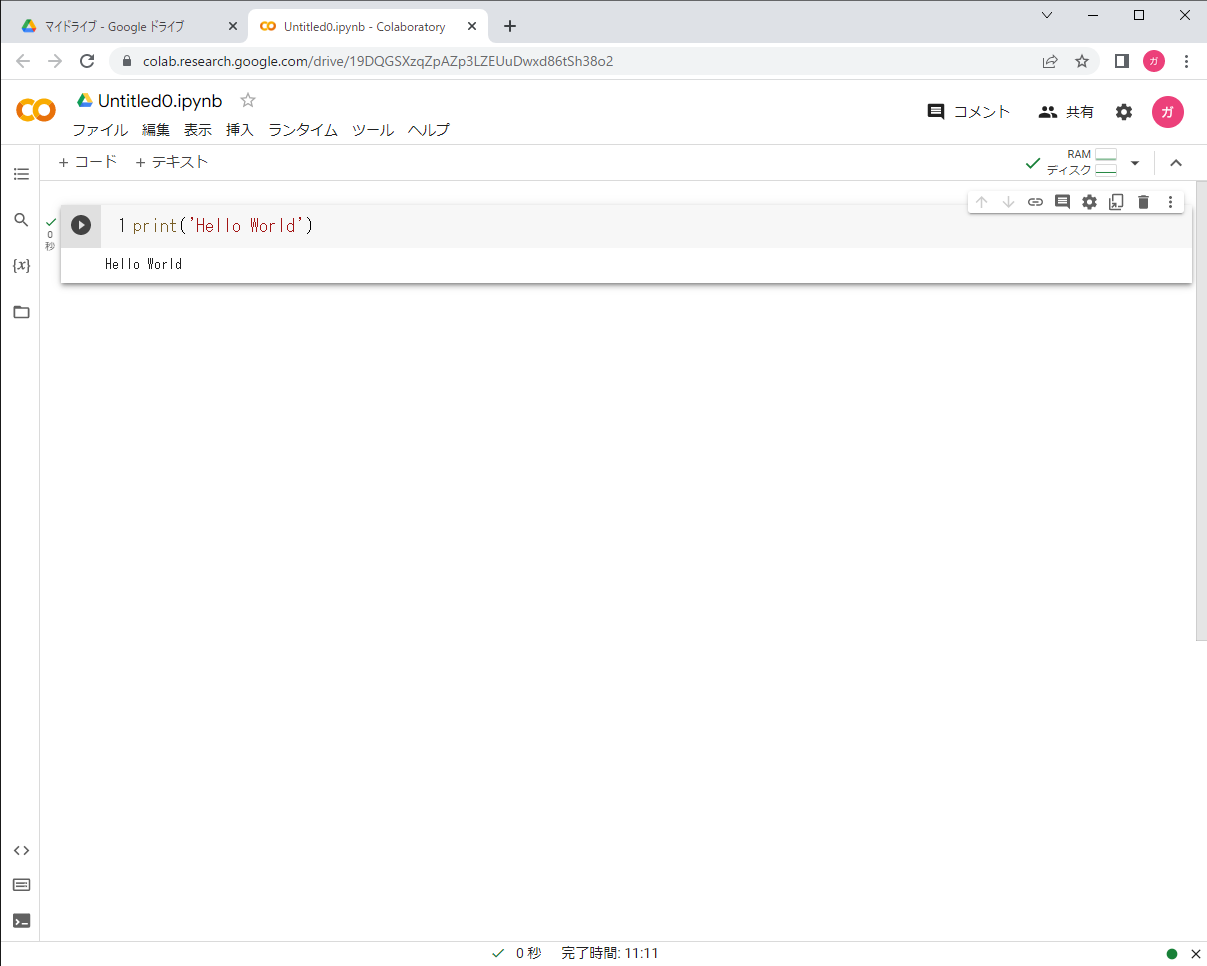 マイドライブ - Google ドライブ
Untitled0.ipynb - Colaboratory
colab.research.google.com/drive/19DQGSXzqZpAZp3LZEUuDwxd86tSh38o2
ガ
Untitled0.ipynb
ファイル 編集 表示 挿入 ランタイム ツール ヘルプ
コメント 共有
ガ
+ コード + テキスト
RAM
ディスク
0
秒
1 print('Hello World')
Hello World
{x}
0 秒 完了時間: 11:11